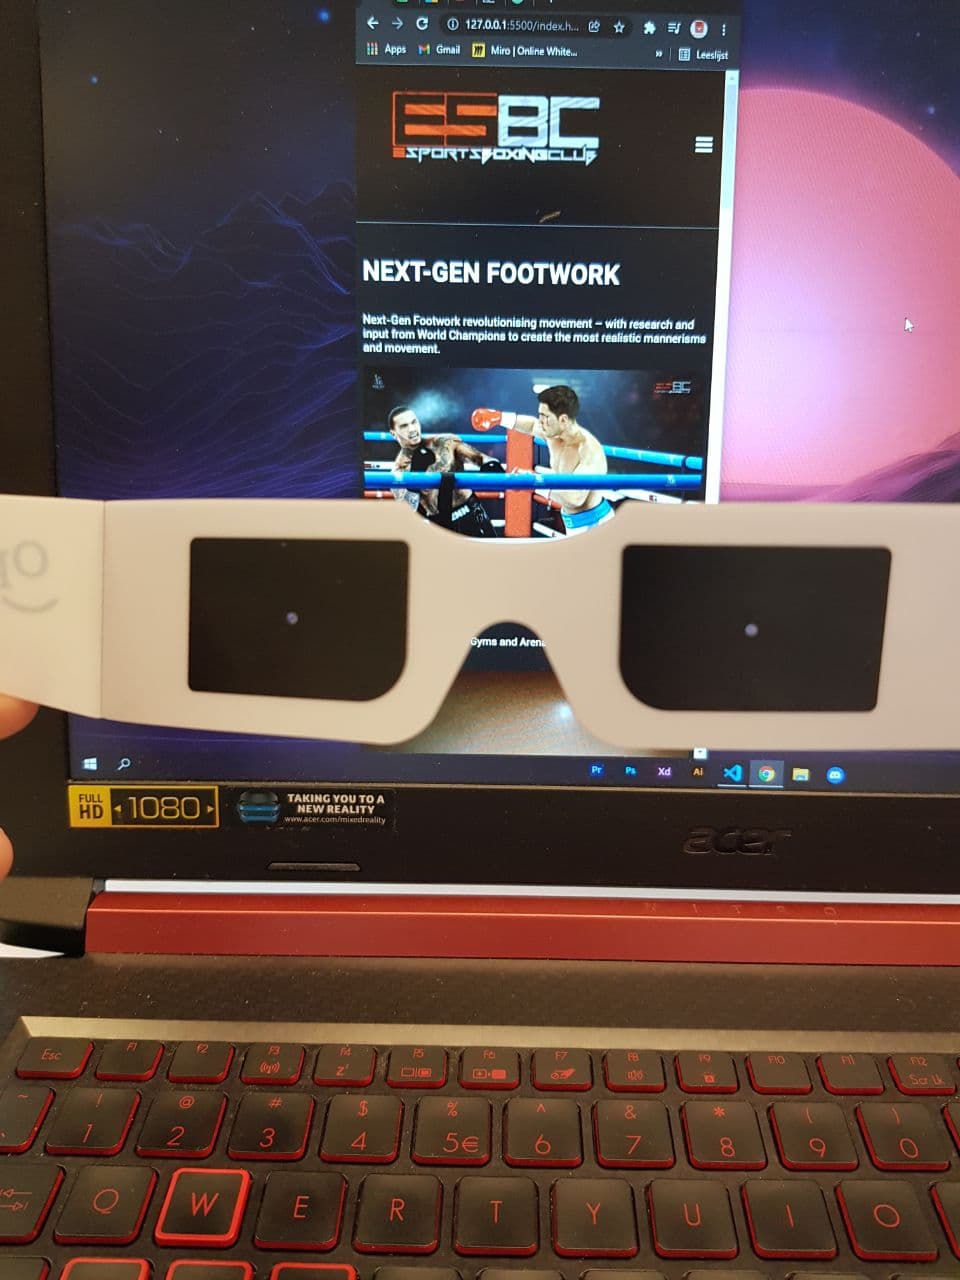 127.0.0.1:5500/index.h...
Apps
Gmail
Miro | Online White...
»
Leeslijst
ESBC
ESPORTSBOXINGCLUB
NEXT-GEN FOOTWORK
Next-Gen Footwork revolutionising movement – with research and
input from World Champions to create the most realistic mannerisms
and movement.
ESBC
Gyms and Arena
Pr
Ps
Xd
Ai
FULL
HD
1080
TAKING YOU TO A
NEW REALITY
www.acer.com/mixedreality
acer
NITRO
Esc F1 F2 F3 F4 F5 F6 F7 F8 F9 F10 F11 F12
Scr Lk
~ ! @ # $ % ^ & * ( )
1 2 3 4 5€ 6 7 8 9 0
Q W E R T Y U I O